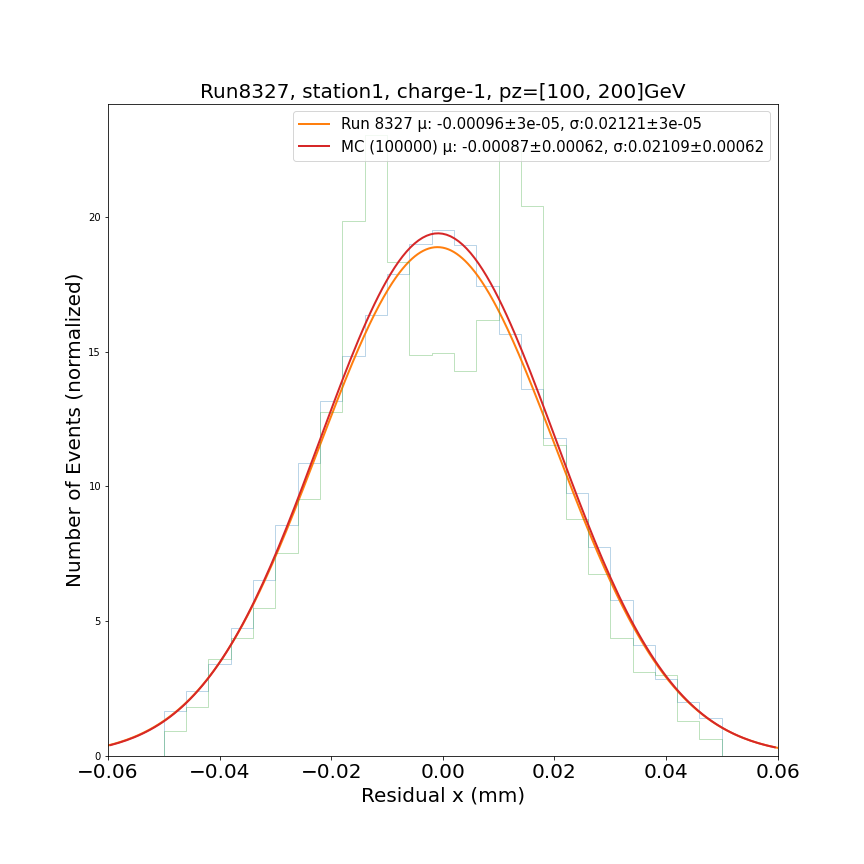 Run8327, station1, charge-1, pz=[100, 200]GeV
Run 8327 μ: -0.00096±3e-05, σ:0.02121±3e-05
MC (100000) μ: -0.00087±0.00062, σ:0.02109±0.00062
Number of Events (normalized)
20
15
10
5
0
−0.06 −0.04 −0.02 0.00 0.02 0.04 0.06
Residual x (mm)